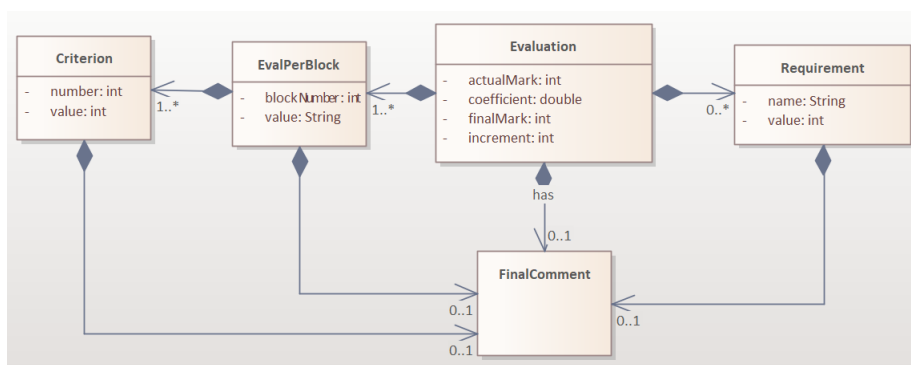 Criterion
- number: int
- value: int
1..*
EvalPerBlock
- blockNumber: int
- value: String
1..*
Evaluation
- actualMark: int
- coefficient: double
- finalMark: int
- increment: int
0..*
Requirement
- name: String
- value: int
has
0..1
FinalComment
0..1
0..1
0..1